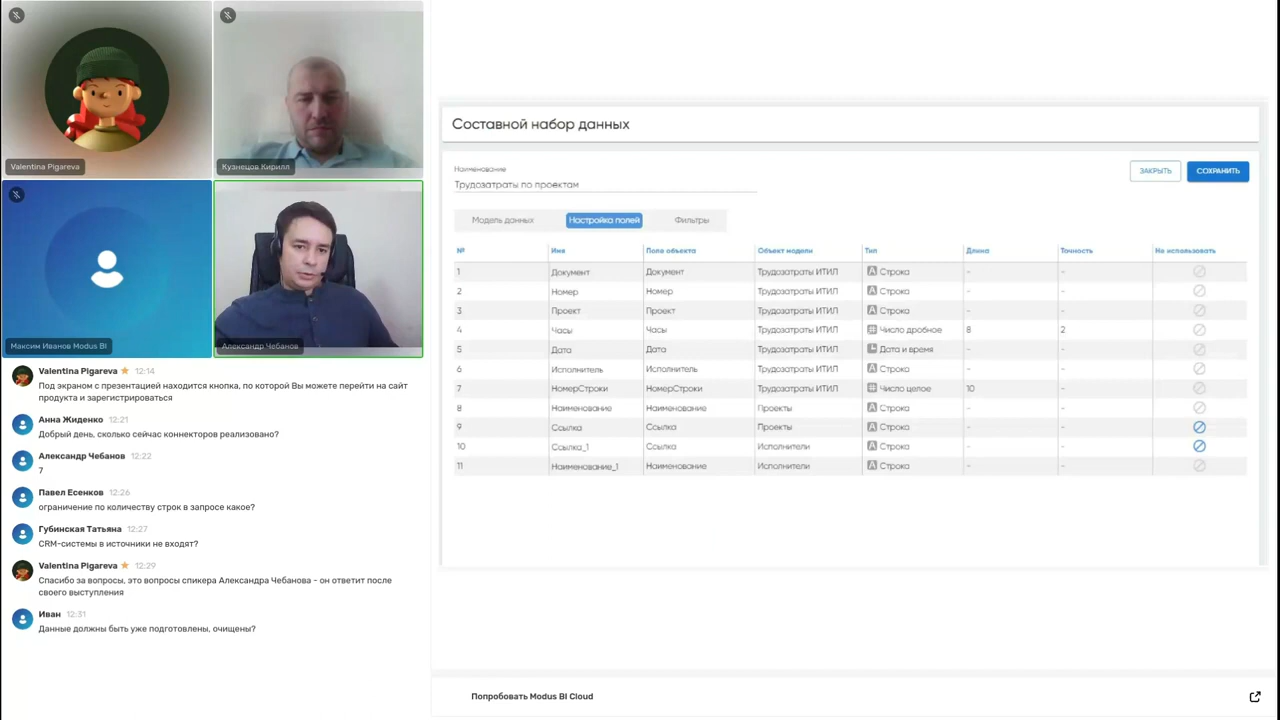 Valentina Pigareva
Кузнецов Кирилл
Максим Иванов Modus BI
Александр Чебанов
Valentina Pigareva 12:14
Под экраном с презентацией находится кнопка, по которой Вы можете перейти на сайт
продукта и зарегистрироваться
Анна Жиденко 12:21
Добрый день, сколько сейчас коннекторов реализовано?
Александр Чебанов 12:22
7
Павел Есенков 12:26
ограничение по количеству строк в запросе какое?
Губинская Татьяна 12:27
CRM-системы в источники не входят?
Valentina Pigareva 12:29
Спасибо за вопросы, это вопросы спикера Александра Чебанова - он ответит после
своего выступления
Иван 12:31
Данные должны быть уже подготовлены, очищены?
Составной набор данных
Наименование
Трудозатраты по проектам
ЗАКРЫТЬ СОХРАНИТЬ
Модель данных Настройка полей Фильтры
№ Имя Поле объекта Объект модели Тип Длина Точность Не использовать
1 Документ Документ Трудозатраты ИТИЛ Строка - -
2 Номер Номер Трудозатраты ИТИЛ Строка - -
3 Проект Проект Трудозатраты ИТИЛ Строка - -
4 Часы Часы Трудозатраты ИТИЛ Число дробное 8 2
5 Дата Дата Трудозатраты ИТИЛ Дата и время - -
6 Исполнитель Исполнитель Трудозатраты ИТИЛ Строка - -
7 НомерСтроки НомерСтроки Трудозатраты ИТИЛ Число целое 10 -
8 Наименование Наименование Проекты Строка - -
9 Ссылка Ссылка Проекты Строка - -
10 Ссылка_1 Ссылка Исполнители Строка - -
11 Наименование_1 Наименование Исполнители Строка - -
Попробовать Modus BI Cloud